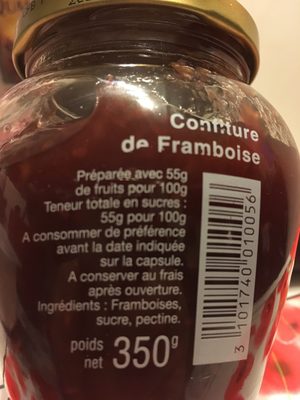 Confiture
de Framboise
Préparée avec 55g
de fruits pour 100g
Teneur totale en sucres :
55g pour 100g
A consommer de préférence
avant la date indiquée
sur la capsule.
A conserver au frais
après ouverture.
Ingrédients : Framboises,
sucre, pectine.
poids
net 350g
3 101740 010056